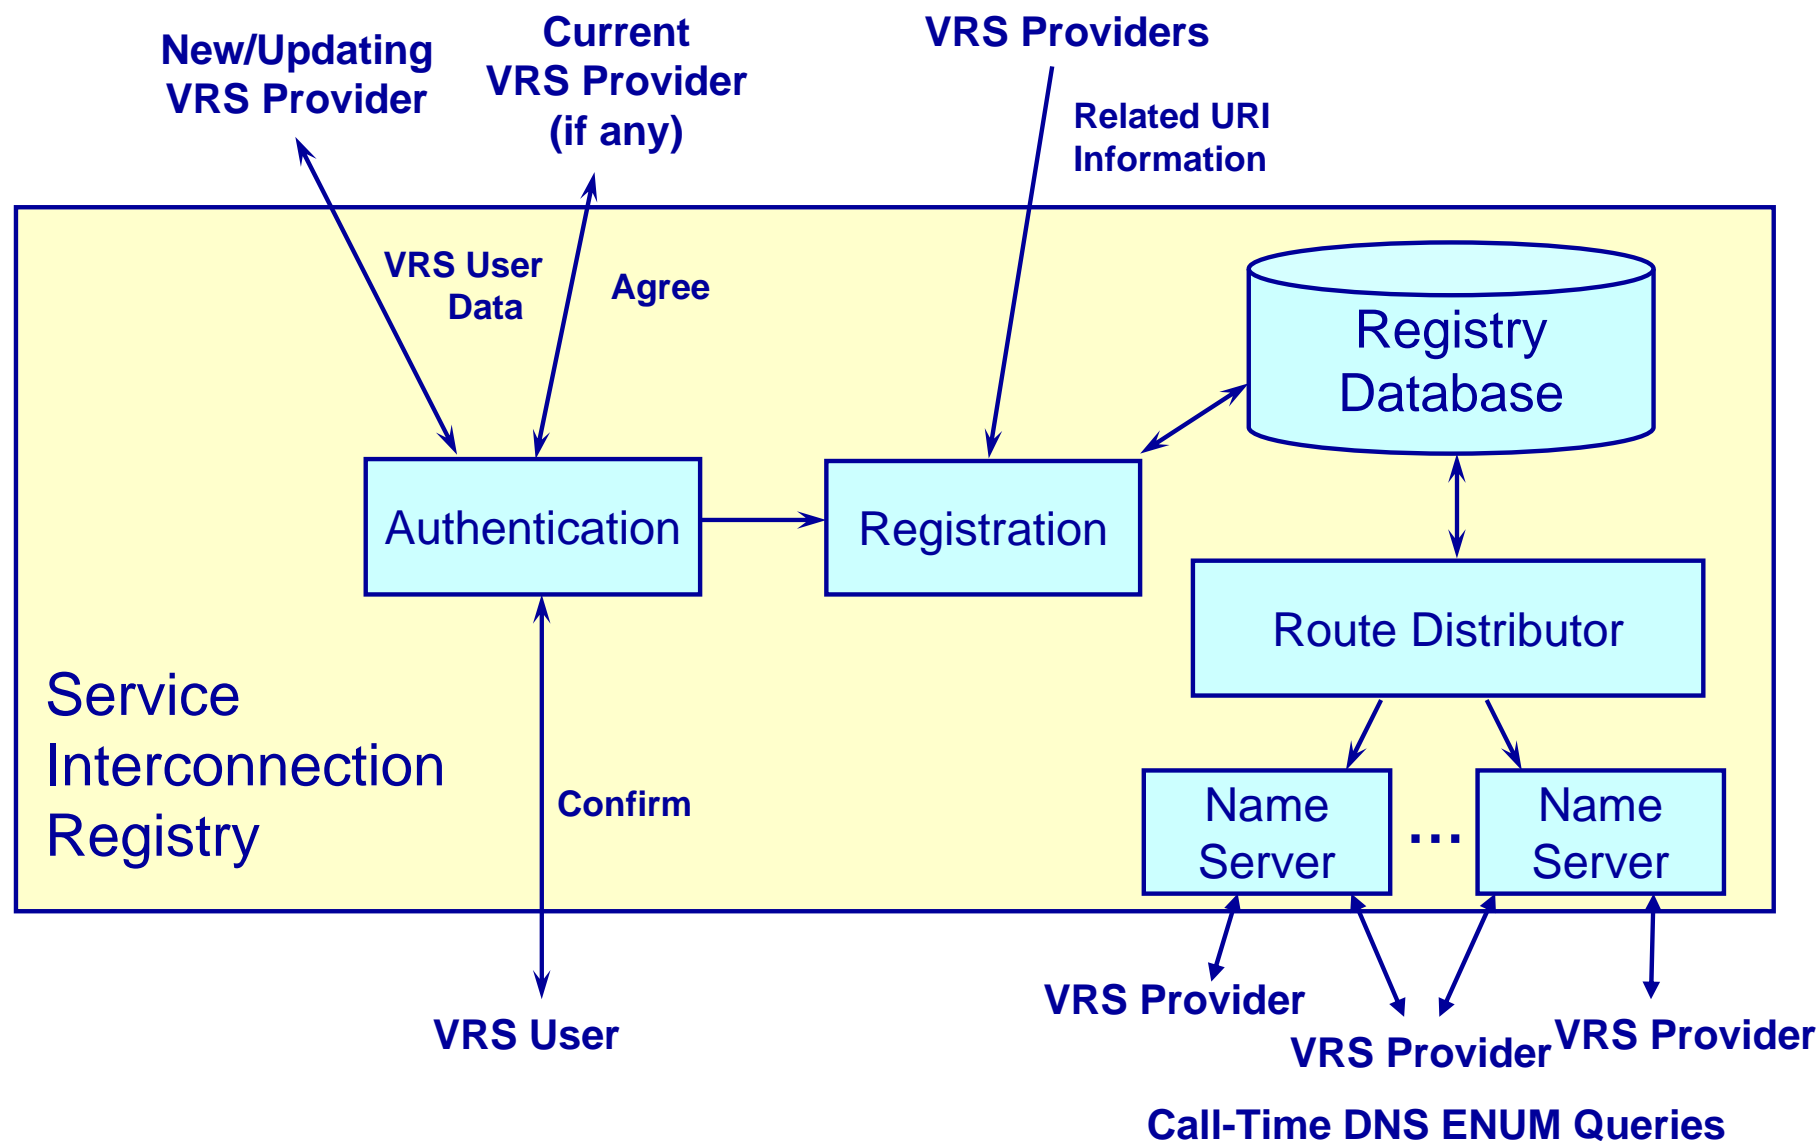 New/Updating
VRS Provider
Current
VRS Provider
(if any)
VRS Providers
Related URI
Information
VRS User
Data
Agree
Registry
Database
Authentication
Registration
Route Distributor
Service
Interconnection
Registry
Confirm
Name
Server
...
Name
Server
VRS User
VRS Provider
VRS Provider
VRS Provider
Call-Time DNS ENUM Queries